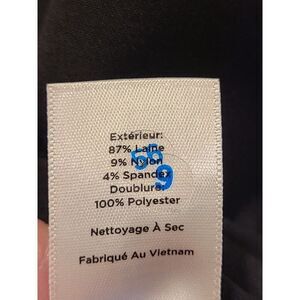 Extérieur:
87% Laine
9% Nylon
4% Spandex
Doublure:
100% Polyester
Nettoyage À Sec
Fabriqué Au Vietnam